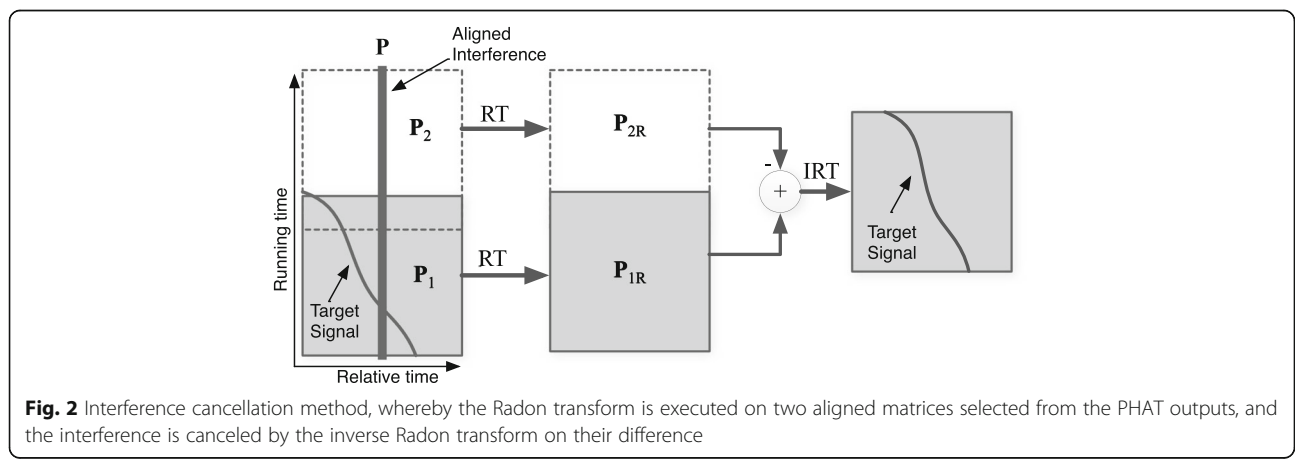 P
Aligned
Interference
P2
RT
P2R
-
+
IRT
Target
Signal
Running time
P1
RT
P1R
Target
Signal
Relative time
Fig. 2 Interference cancellation method, whereby the Radon transform is executed on two aligned matrices selected from the PHAT outputs, and
the interference is canceled by the inverse Radon transform on their difference